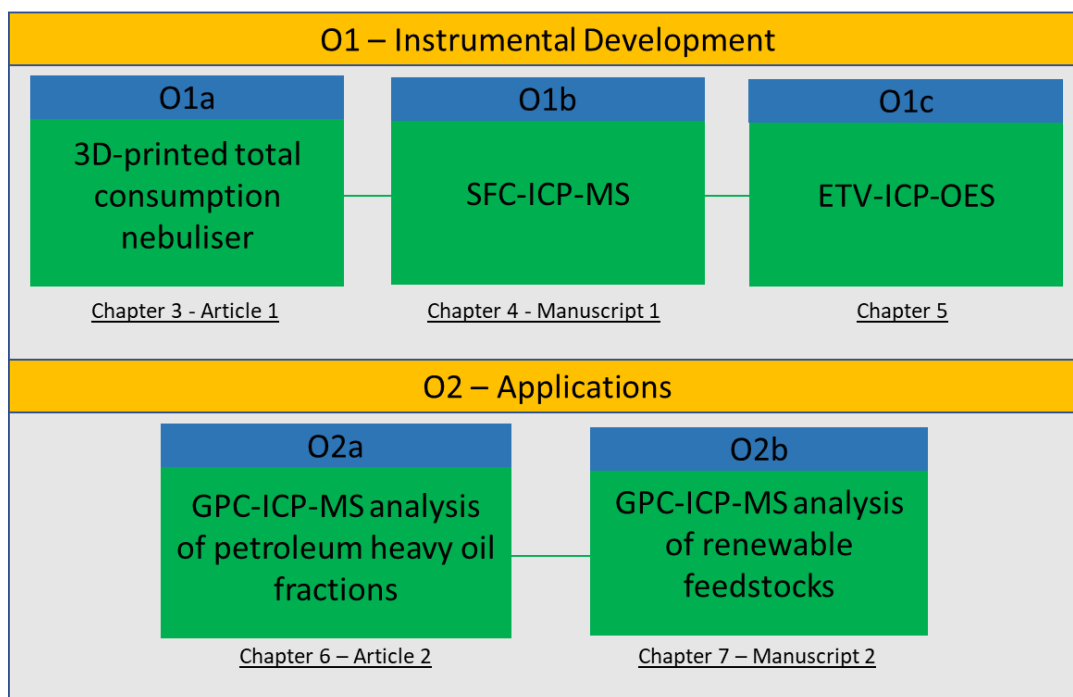 O1 – Instrumental Development
O1a
3D-printed total
consumption
nebuliser
Chapter 3 - Article 1
O1b
SFC-ICP-MS
Chapter 4 - Manuscript 1
O1c
ETV-ICP-OES
Chapter 5
O2 – Applications
O2a
GPC-ICP-MS analysis
of petroleum heavy oil
fractions
Chapter 6 – Article 2
O2b
GPC-ICP-MS analysis
of renewable
feedstocks
Chapter 7 – Manuscript 2